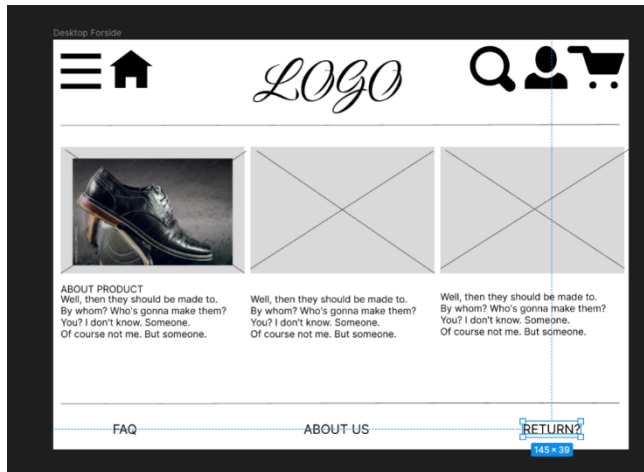 Desktop Forside
LOGO
ABOUT PRODUCT
Well, then they should be made to.
By whom? Who's gonna make them?
You? I don't know. Someone.
Of course not me. But someone.
Well, then they should be made to.
By whom? Who's gonna make them?
You? I don't know. Someone.
Of course not me. But someone.
Well, then they should be made to.
By whom? Who's gonna make them?
You? I don't know. Someone.
Of course not me. But someone.
FAQ
ABOUT US
RETURN?
145 × 39